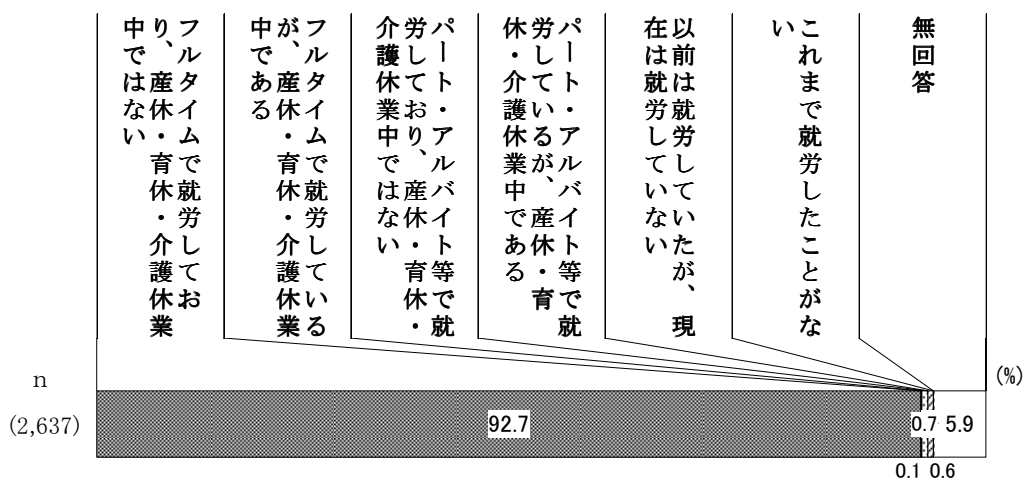 フルタイムで就労してお
り、産休・育休・介護休業
中ではない
フルタイムで就労している
が、産休・育休・介護休業
中である
パート・アルバイト等で就
労しており、産休・育休・
介護休業中ではない
パート・アルバイト等で就
労しているが、産休・育
休・介護休業中である
以前は就労していたが、現
在は就労していない
これまで就労したことがな
い
無回答
n
(%)
(2,637)
92.7
0.7
5.9
0.1
0.6